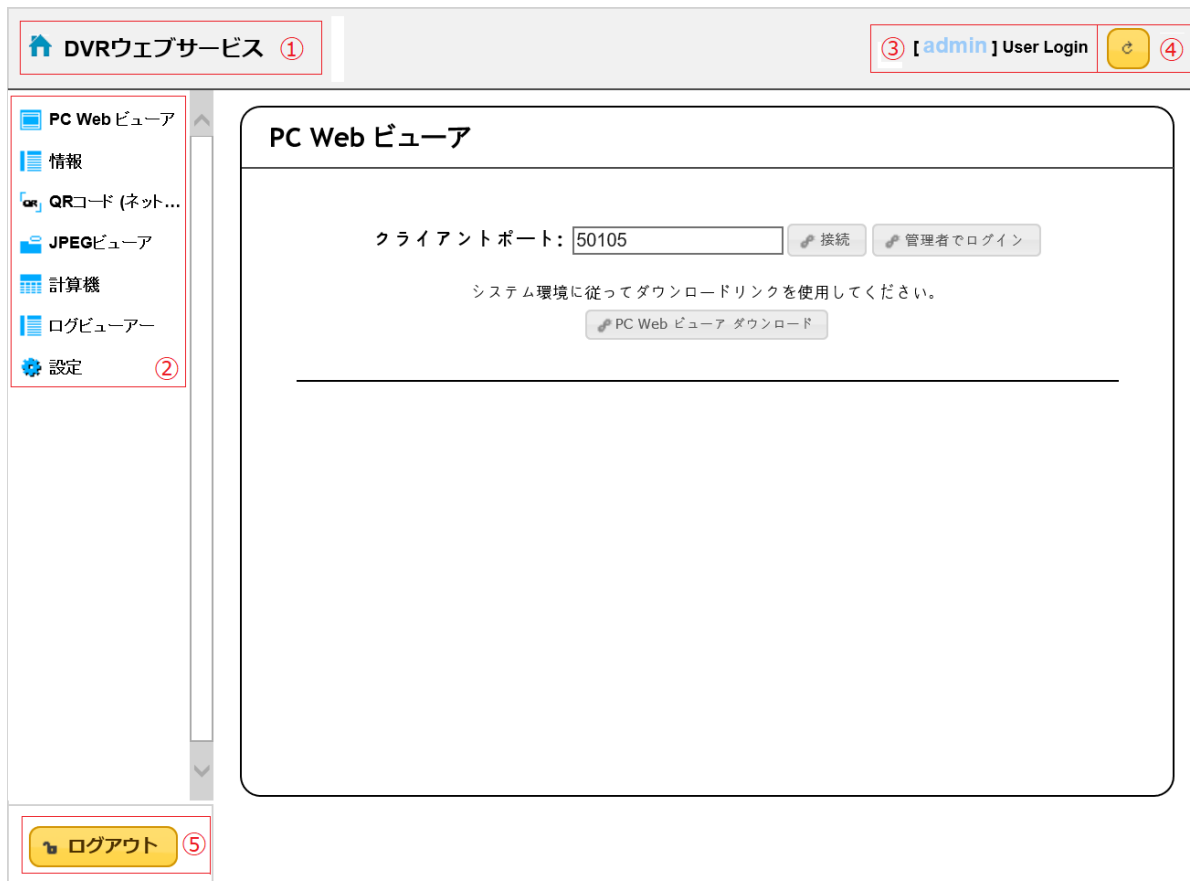 DVRウェブサービス ①
③ [ admin ] User Login ④
PC Web ビューア
情報
QR QRコード (ネット...
JPEGビューア
計算機
ログビューアー
設定 ②
PC Web ビューア
クライアントポート: 50105 接続 管理者でログイン
システム環境に従ってダウンロードリンクを使用してください。
PC Web ビューア ダウンロード
ログアウト ⑤